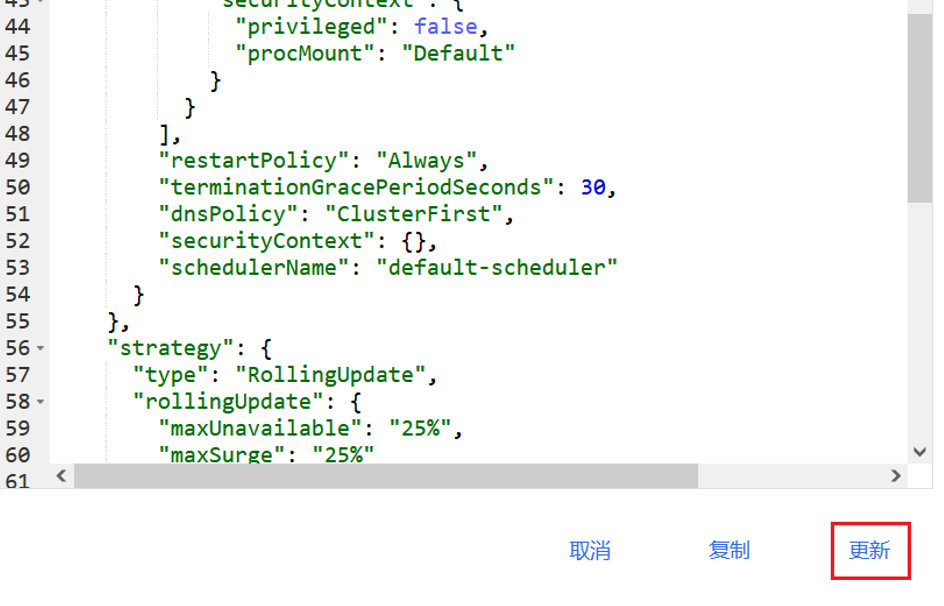 43 "securityContext": {
44 "privileged": false,
45 "procMount": "Default"
46 }
47 }
48 ],
49 "restartPolicy": "Always",
50 "terminationGracePeriodSeconds": 30,
51 "dnsPolicy": "ClusterFirst",
52 "securityContext": {},
53 "schedulerName": "default-scheduler"
54 }
55 },
56 "strategy": {
57 "type": "RollingUpdate",
58 "rollingUpdate": {
59 "maxUnavailable": "25%",
60 "maxSurge": "25%"
61
取消 复制 更新